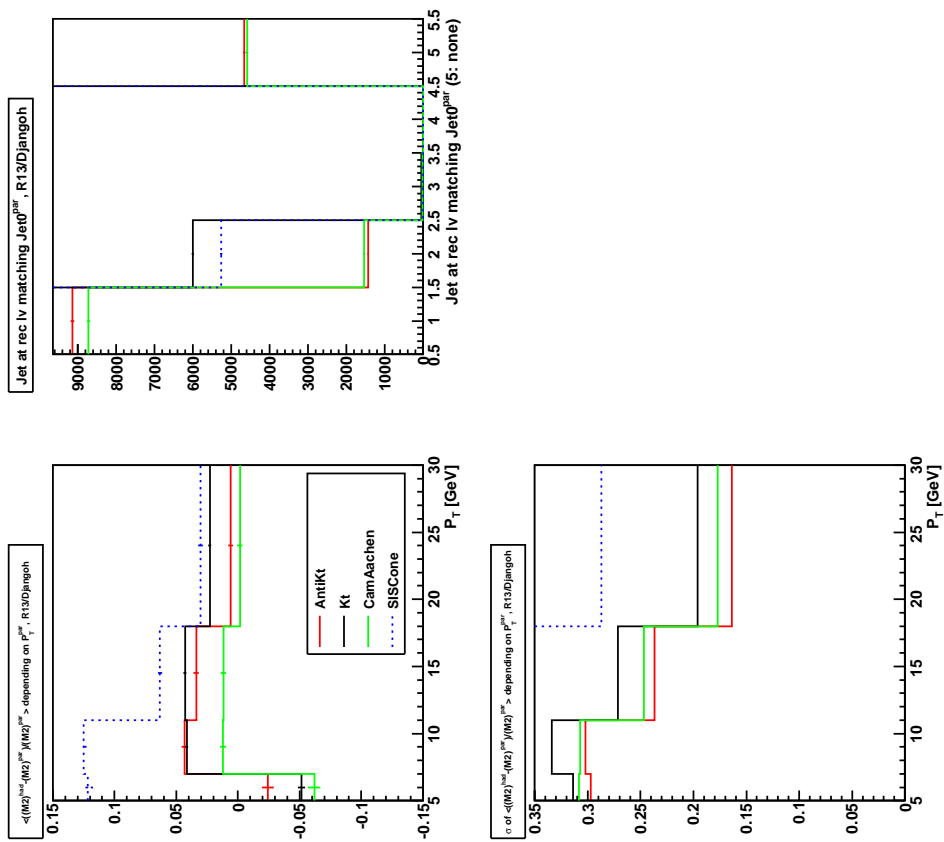 <((M2)^had-(M2)^par)/(M2)^par> depending on P_T^par, R13/Djangoh
0.15
0.1
0.05
0
-0.05
-0.1
-0.15
5 10 15 20 25 30
P_T [GeV]
AntiKt
Kt
CamAachen
SISCone
Jet at rec lv matching Jet0^par, R13/Djangoh
9000
8000
7000
6000
5000
4000
3000
2000
1000
0
0.5 1 1.5 2 2.5 3 3.5 4 4.5 5 5.5
Jet at rec lv matching Jet0^par (5: none)
σ of <((M2)^had-(M2)^par)/(M2)^par> depending on P_T^par, R13/Djangoh
0.35
0.3
0.25
0.2
0.15
0.1
0.05
0
5 10 15 20 25 30
P_T [GeV]